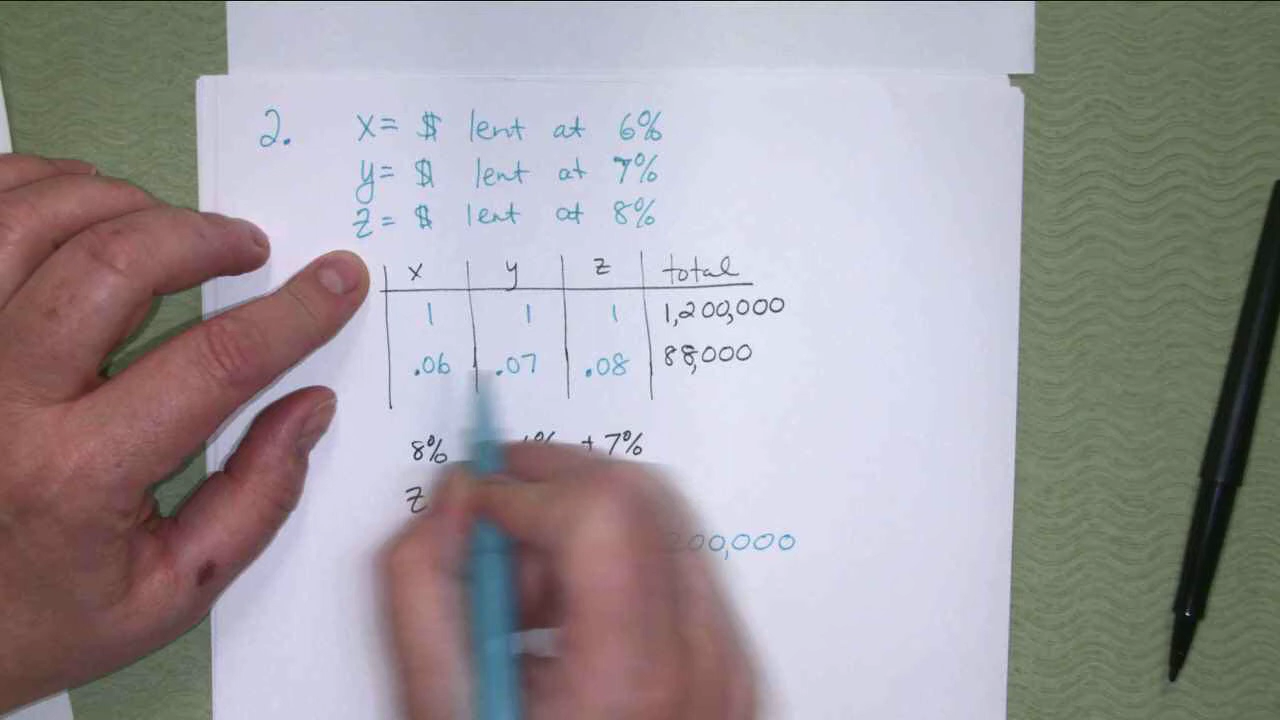 2. x = $ lent at 6%
y = $ lent at 7%
z = $ lent at 8%
x y z total
1 1 1 1,200,000
.06 .07 .08 88,000
8% + 7%
z
200,000